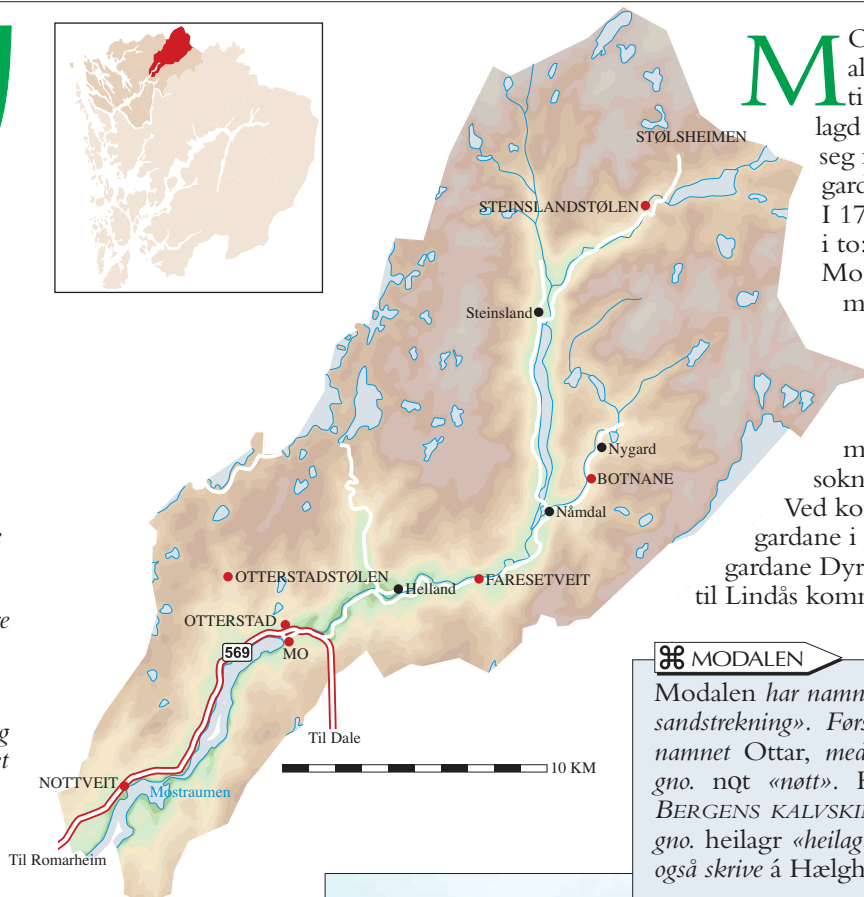 M
lagd
seg
gard
I 17
i to:
Mo
m
m
sokn
Ved ko
gardane i
gardane Dyr
til Lindås komm
STØLSHEIMEN
STEINSLANDSTØLEN
Steinsland
Nygard
BOTNANE
Nåmdal
OTTERSTADSTØLEN
Helland
FARESETVEIT
OTTERSTAD
569
MO
Til Dale
10 KM
NOTTVEIT
Mostraumen
Til Romarheim
⌘ MODALEN
Modalen har namn
sandstrekning». Førs
namnet Ottar, med
gno. nǫt «nøtt».
BERGENS KALVSKI
gno. heilagr «heilag
også skrive á Hælgh